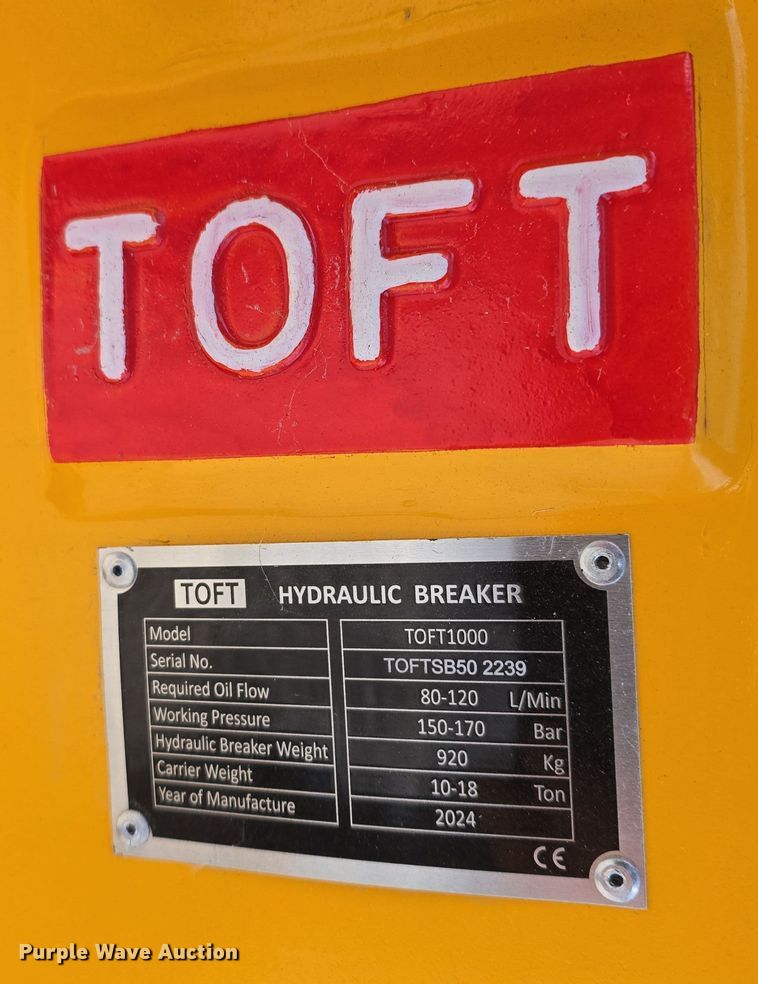 TOFT
TOFT HYDRAULIC BREAKER
Model TOFT1000
Serial No. TOFTSB50 2239
Required Oil Flow 80-120 L/Min
Working Pressure 150-170 Bar
Hydraulic Breaker Weight 920 Kg
Carrier Weight 10-18 Ton
Year of Manufacture 2024
CE
Purple Wave Auction